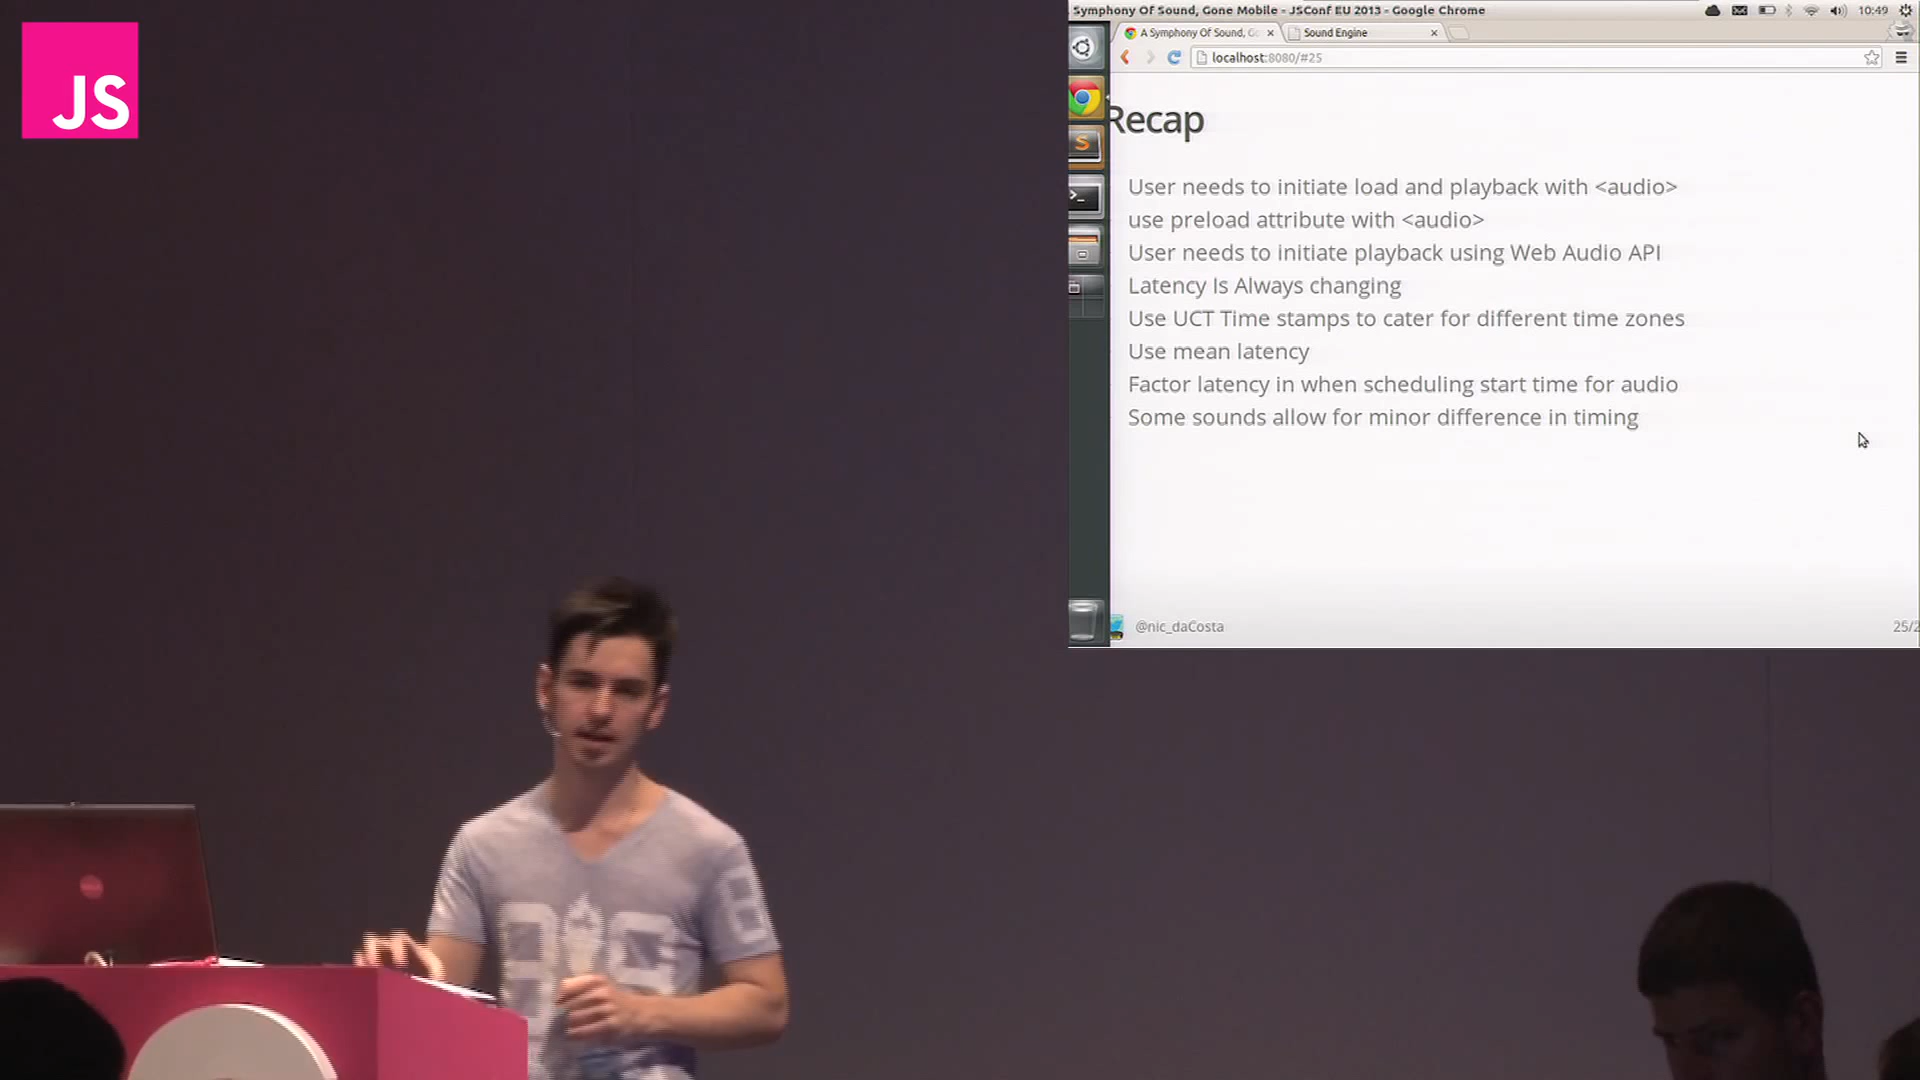 JS
Symphony Of Sound, Gone Mobile - JSConf EU 2013 - Google Chrome
10:49
A Symphony Of Sound, Go
Sound Engine
localhost:8080/#25
Recap
User needs to initiate load and playback with <audio>
use preload attribute with <audio>
User needs to initiate playback using Web Audio API
Latency Is Always changing
Use UCT Time stamps to cater for different time zones
Use mean latency
Factor latency in when scheduling start time for audio
Some sounds allow for minor difference in timing
@nic_daCosta
25/2